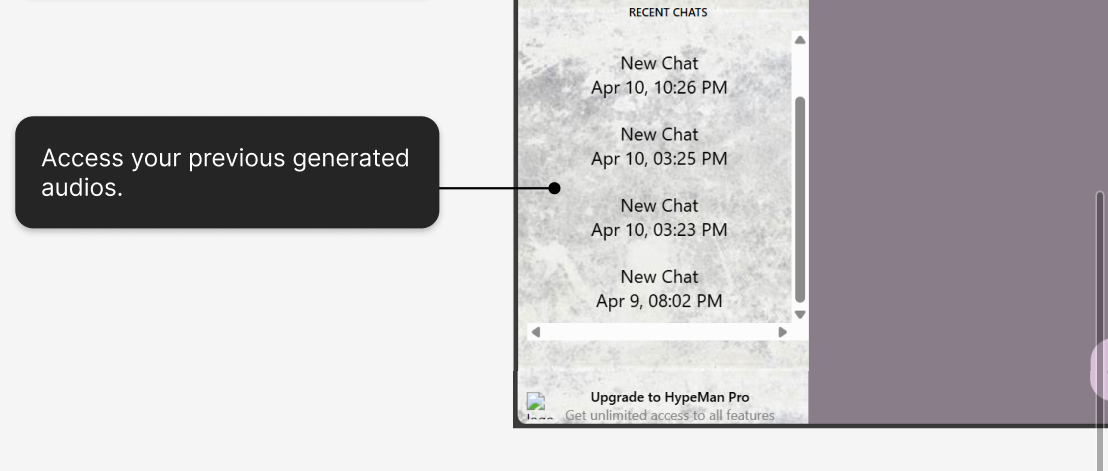 RECENT CHATS
New Chat
Apr 10, 10:26 PM
New Chat
Apr 10, 03:25 PM
Access your previous generated
audios.
New Chat
Apr 10, 03:23 PM
New Chat
Apr 9, 08:02 PM
Upgrade to HypeMan Pro
logo
Get unlimited access to all features